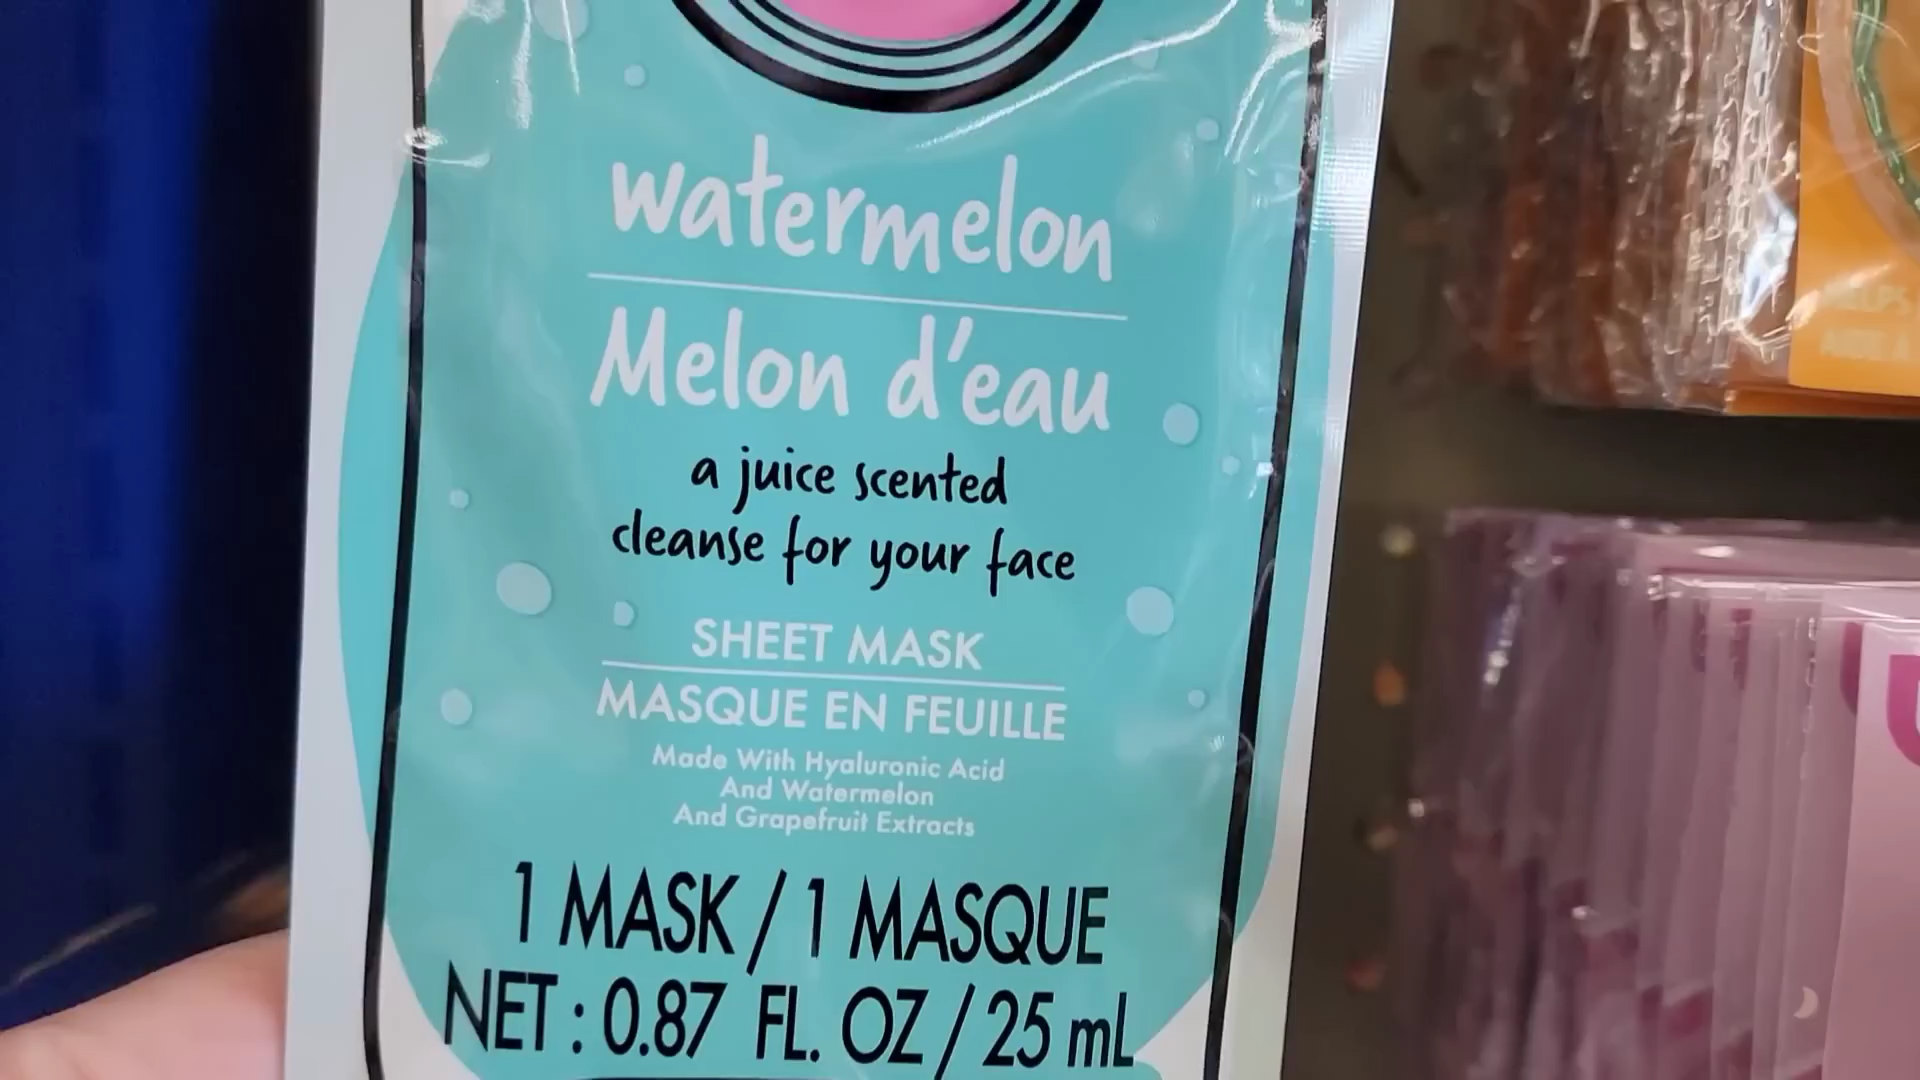 watermelon
Melon d'eau
a juice scented
cleanse for your face
SHEET MASK
MASQUE EN FEUILLE
Made With Hyaluronic Acid
And Watermelon
And Grapefruit Extracts
1 MASK / 1 MASQUE
NET : 0.87 FL. OZ / 25 mL